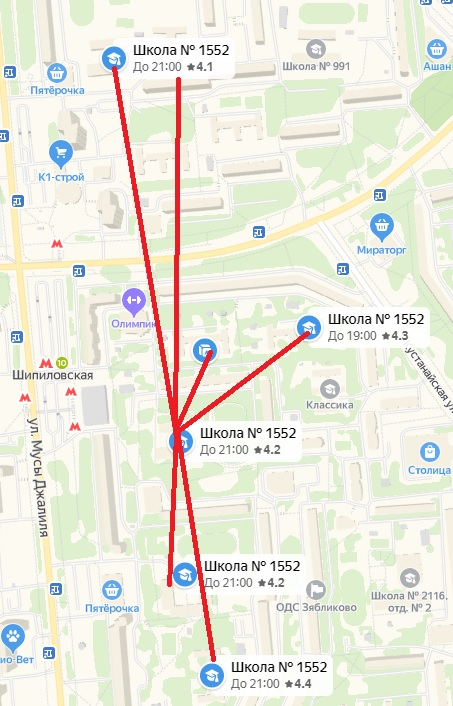 Школа № 1552
До 21:00 ★4.1
Школа № 991
Ашан
Пятёрочка
К1-строй
Мираторг
Олимпик
Школа № 1552
До 19:00 ★4.3
10
Шипиловская
Классика
ул. Мусы Джалиля
Школа № 1552
До 21:00 ★4.2
Столица
Школа № 1552
До 21:00 ★4.2
Пятёрочка
ОДС Зябликово
Школа № 2116.
отд. № 2
ио-Вет
Школа № 1552
До 21:00 ★4.4